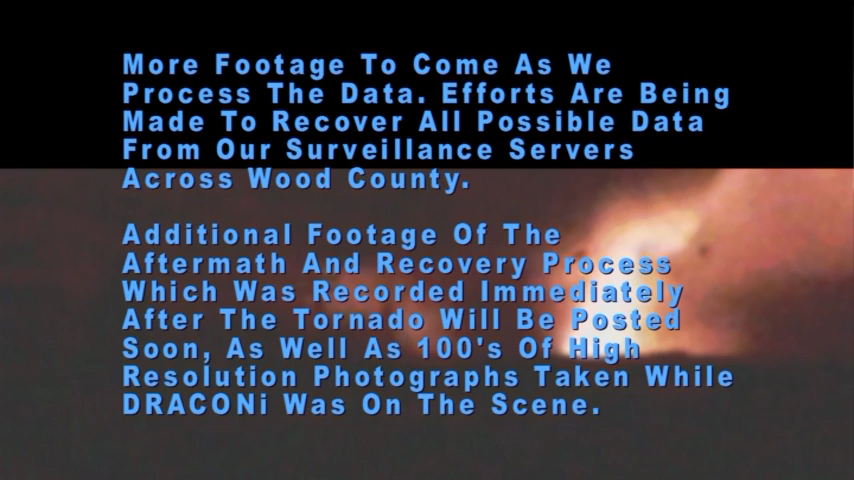 More Footage To Come As We
Process The Data. Efforts Are Being
Made To Recover All Possible Data
From Our Surveillance Servers
Across Wood County.
Additional Footage Of The
Aftermath And Recovery Process
Which Was Recorded Immediately
After The Tornado Will Be Posted
Soon, As Well As 100's Of High
Resolution Photographs Taken While
DRACONi Was On The Scene.